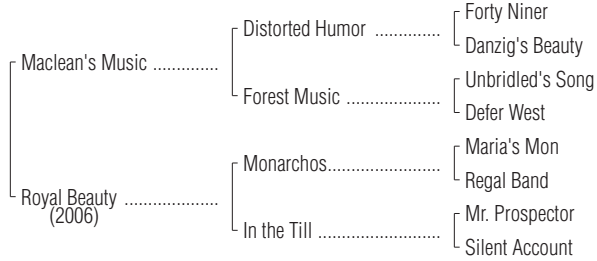 Forty Niner
Distorted Humor ..............
Danzig's Beauty
Maclean's Music ..............
Unbridled's Song
Forest Music ....................
Defer West
Maria's Mon
Monarchos........................
Regal Band
Royal Beauty ....................
(2006)
Mr. Prospector
In the Till ..........................
Silent Account